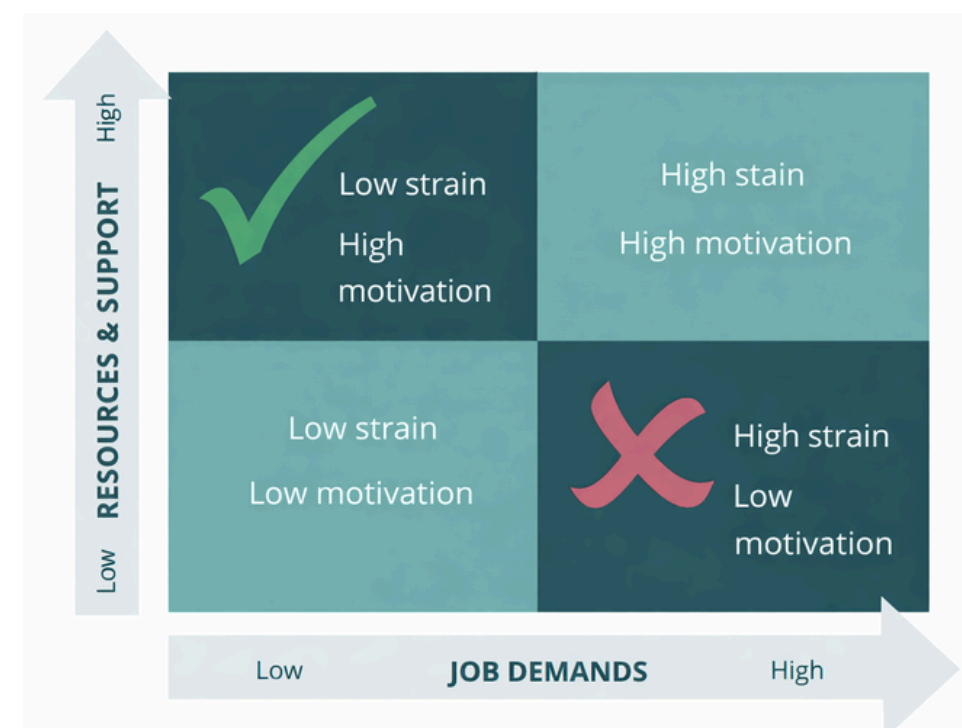 High
RESOURCES & SUPPORT
Low
Low strain
High
motivation
High stain
High motivation
Low strain
Low motivation
High strain
Low
motivation
Low
JOB DEMANDS
High